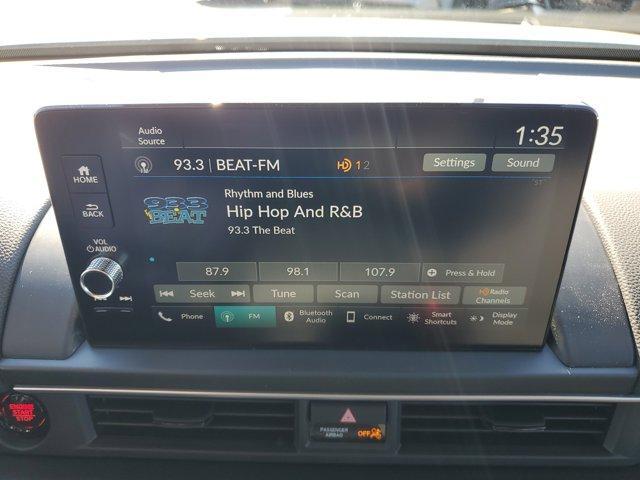 Audio
Source
1:35
93.3 | BEAT-FM
HD 1 2
Settings
Sound
ST
Rhythm and Blues
Hip Hop And R&B
93.3 The Beat
933
BEAT
HOME
BACK
VOL
AUDIO
87.9
98.1
107.9
Press & Hold
Seek
Tune
Scan
Station List
HD Radio
Channels
Phone
FM
Bluetooth
Audio
Connect
Smart
Shortcuts
Display
Mode
ENGINE
START
STOP
PASSENGER
AIRBAG
OFF